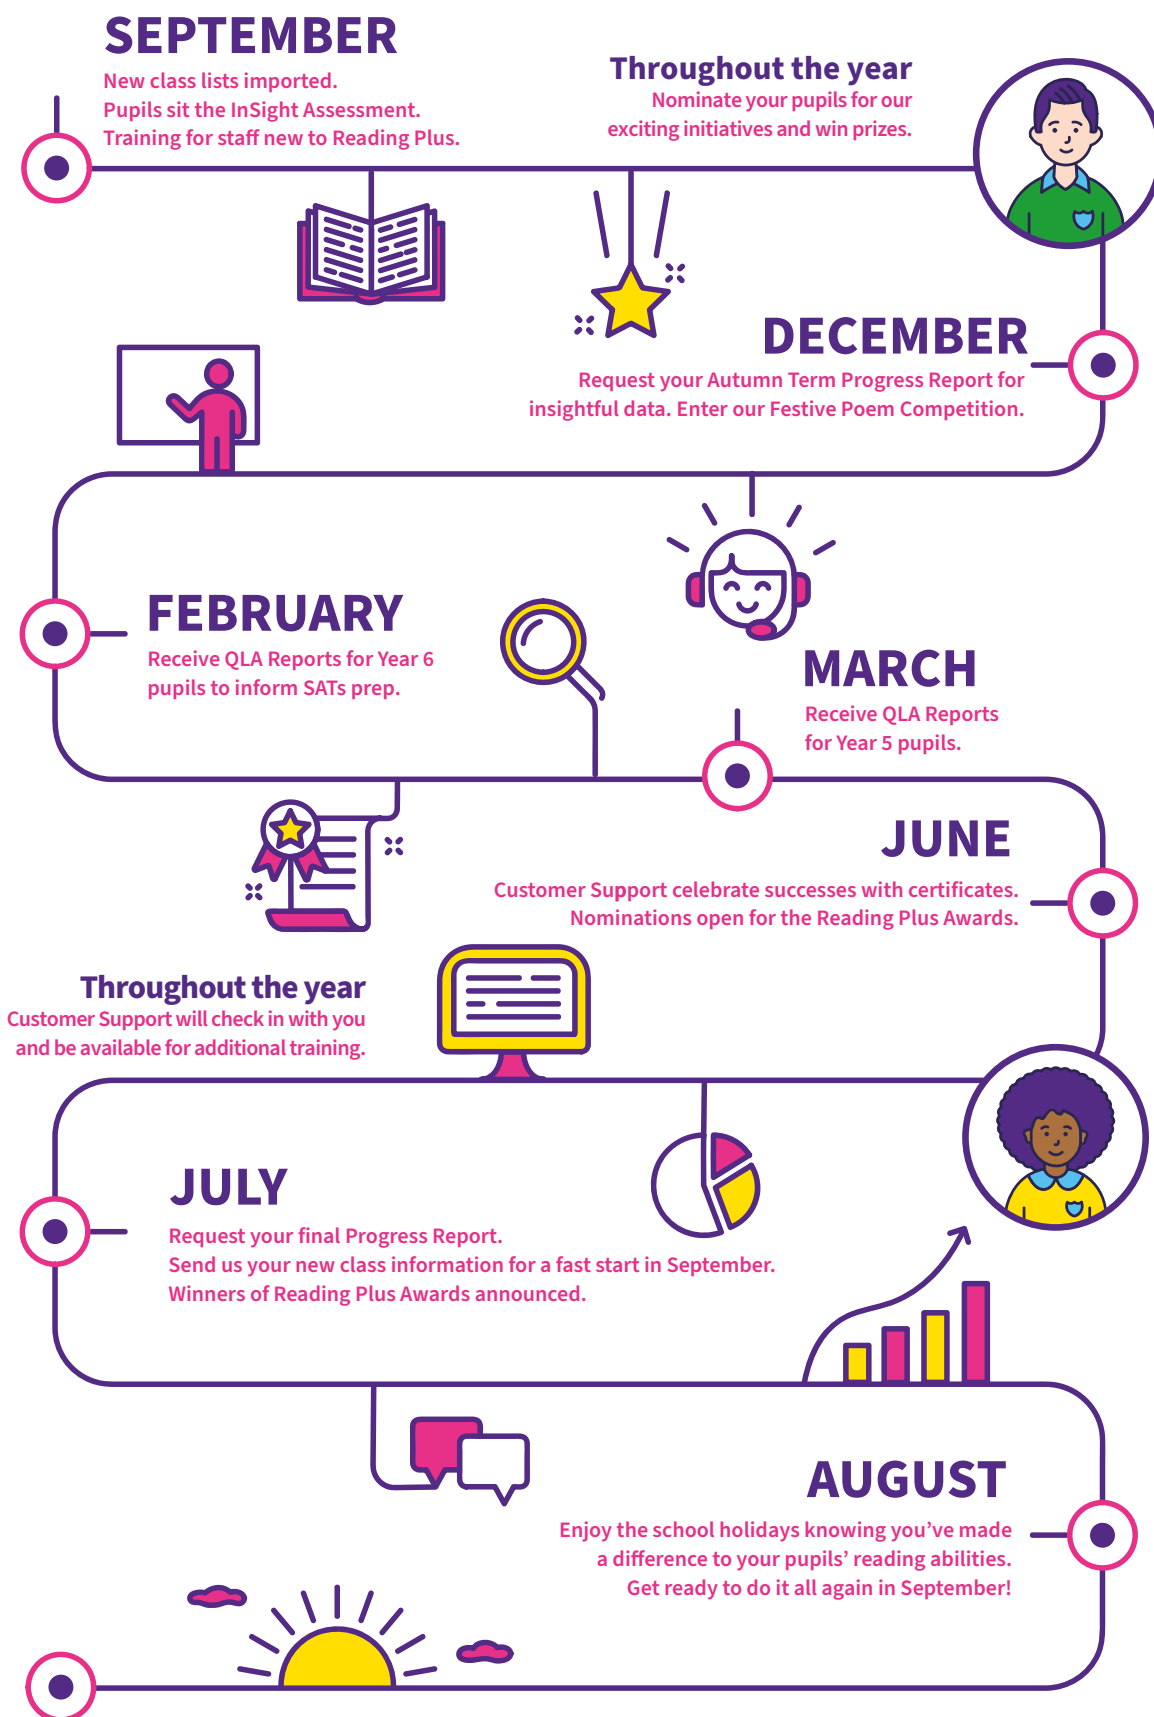 SEPTEMBER
New class lists imported.
Pupils sit the InSight Assessment.
Training for staff new to Reading Plus.
Throughout the year
Nominate your pupils for our
exciting initiatives and win prizes.
DECEMBER
Request your Autumn Term Progress Report for
insightful data. Enter our Festive Poem Competition.
FEBRUARY
Receive QLA Reports for Year 6
pupils to inform SATs prep.
MARCH
Receive QLA Reports
for Year 5 pupils.
JUNE
Customer Support celebrate successes with certificates.
Nominations open for the Reading Plus Awards.
Throughout the year
Customer Support will check in with you
and be available for additional training.
JULY
Request your final Progress Report.
Send us your new class information for a fast start in September.
Winners of Reading Plus Awards announced.
AUGUST
Enjoy the school holidays knowing you’ve made
a difference to your pupils’ reading abilities.
Get ready to do it all again in September!